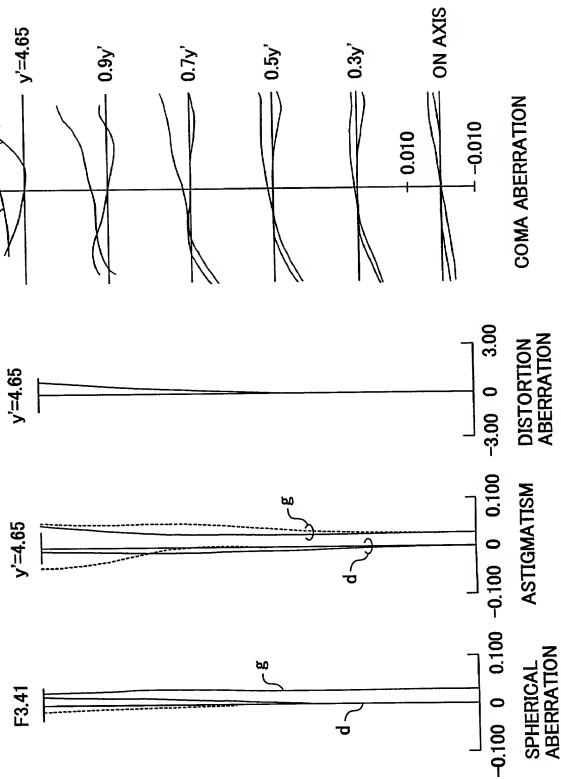 F3.41
g
d
-0.100
0
0.100
SPHERICAL
ABERRATION
y'=4.65
g
d
-0.100
0
0.100
ASTIGMATISM
y'=4.65
-3.00
0
3.00
DISTORTION
ABERRATION
y'=4.65
0.9y'
0.7y'
0.5y'
0.3y'
0.010
ON AXIS
-0.010
COMA ABERRATION